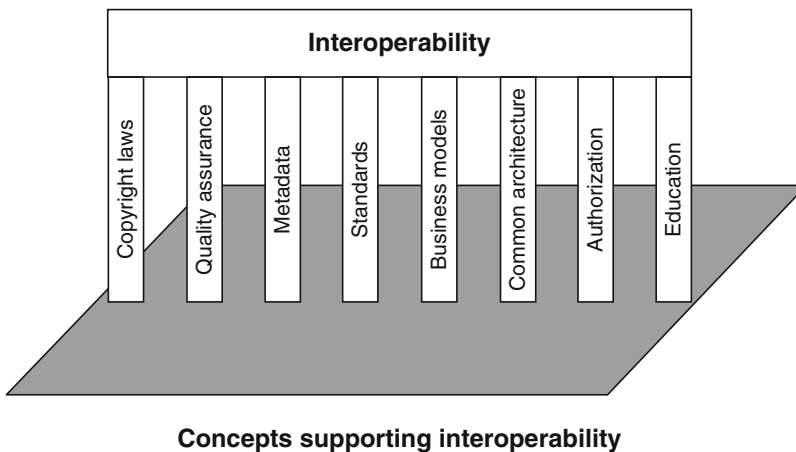 Interoperability
Copyright laws
Quality assurance
Metadata
Standards
Business models
Common architecture
Authorization
Education
Concepts supporting interoperability